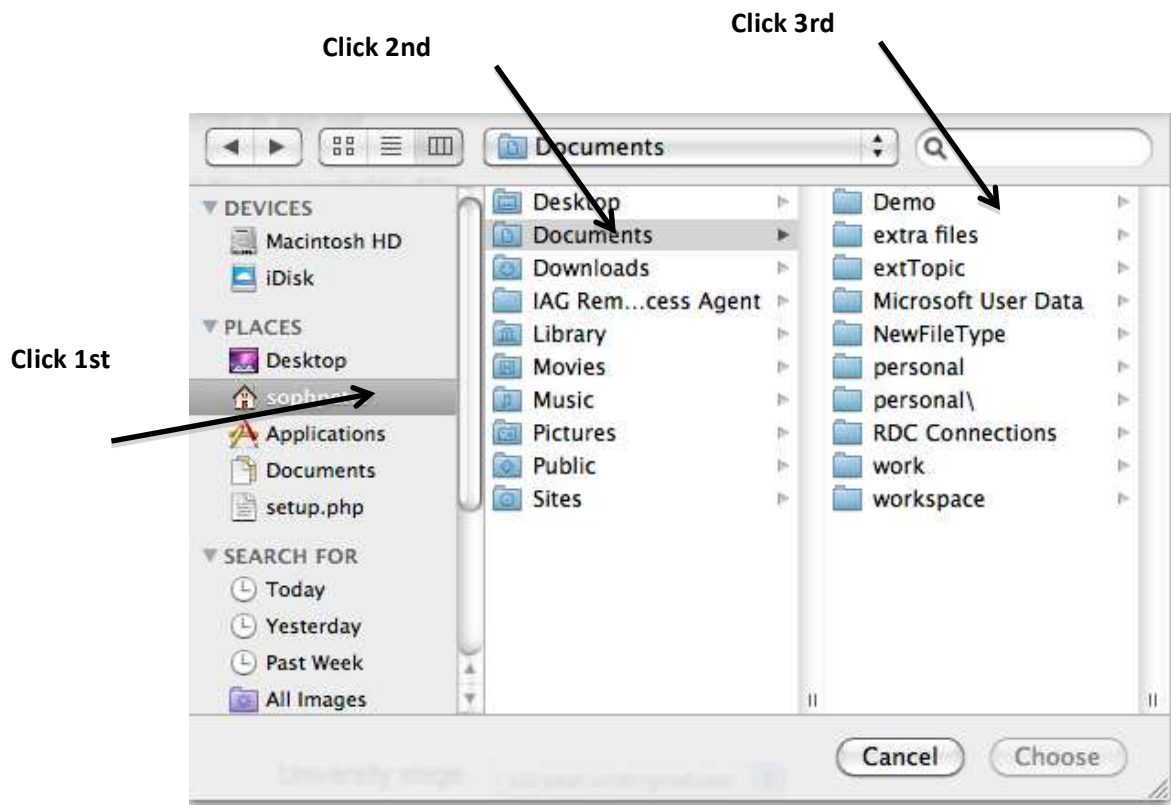 Click 3rd
Click 2nd
Documents
DEVICES
Macintosh HD
iDisk
PLACES
Click 1st
Desktop
Applications
Documents
setup.php
SEARCH FOR
Today
Yesterday
Past Week
All Images
Desktop
Documents
Downloads
IAG Rem...cess Agent
Library
Movies
Music
Pictures
Public
Sites
Demo
extra files
extTopic
Microsoft User Data
NewFileType
personal
personal\
RDC Connections
work
workspace
Cancel
Choose
University stage